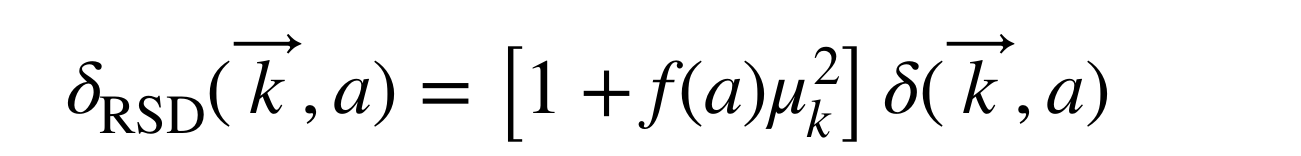 δ_RSD(k⃗, a) = [1 + f(a)μ_k^2] δ(k⃗, a)